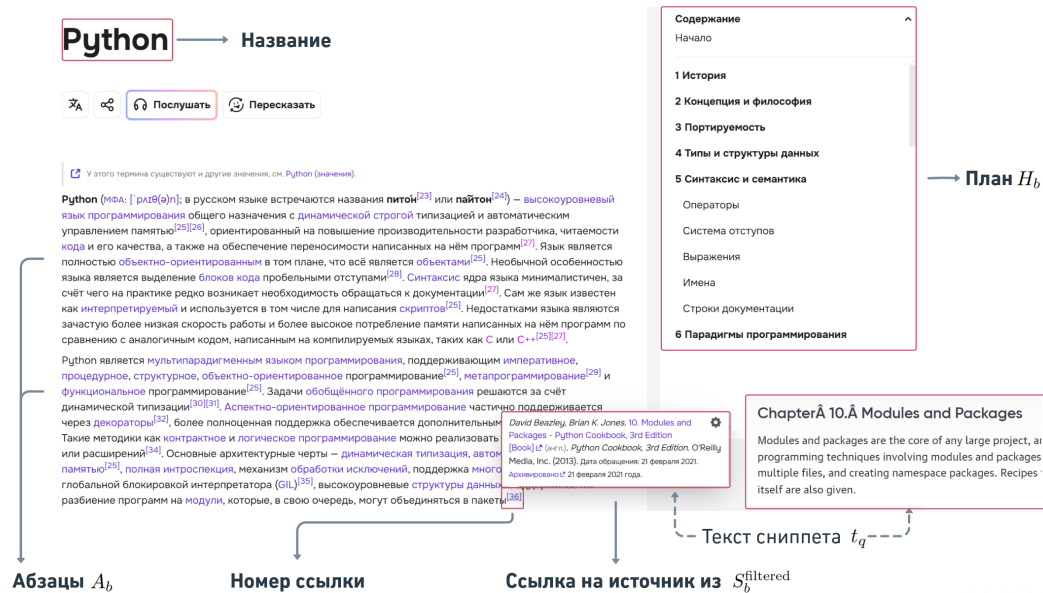 Python
Название
Послушать
Пересказать
У этого термина существуют и другие значения, см. Python (значения).
Python (МФА: [ˈpʌɪθ(ə)n]; в русском языке встречаются названия пито́н[23] или па́йтон[24]) — высокоуровневый
язык программирования общего назначения с динамической строгой типизацией и автоматическим
управлением памятью[25][26], ориентированный на повышение производительности разработчика, читаемости
кода и его качества, а также на обеспечение переносимости написанных на нём программ[27]. Язык является
полностью объектно-ориентированным в том плане, что всё является объектами[25]. Необычной особенностью
языка является выделение блоков кода пробельными отступами[28]. Синтаксис ядра языка минималистичен, за
счёт чего на практике редко возникает необходимость обращаться к документации[27]. Сам же язык известен
как интерпретируемый и используется в том числе для написания скриптов[25]. Недостатками языка являются
зачастую более низкая скорость работы и более высокое потребление памяти написанных на нём программ по
сравнению с аналогичным кодом, написанным на компилируемых языках, таких как C или C++[25][27].
Python является мультипарадигменным языком программирования, поддерживающим императивное,
процедурное, структурное, объектно-ориентированное программирование[25], метапрограммирование[29] и
функциональное программирование[25]. Задачи обобщённого программирования решаются за счёт
динамической типизации[30][31]. Аспектно-ориентированное программирование частично поддерживается
через декораторы[32], более полноценная поддержка обеспечивается дополнительным
Такие методики как контрактное и логическое программирование можно реализовать
или расширений[34]. Основные архитектурные черты — динамическая типизация, автом
памятью[25], полная интроспекция, механизм обработки исключений, поддержка много
глобальной блокировкой интерпретатора (GIL)[35], высокоуровневые структуры данных
разбиение программ на модули, которые, в свою очередь, могут объединяться в пакеты[36]
David Beazley, Brian K. Jones. 10. Modules and
Packages - Python Cookbook, 3rd Edition
[Book] (англ.). Python Cookbook, 3rd Edition. O'Reilly
Media, Inc. (2013). Дата обращения: 21 февраля 2021.
Архивировано 21 февраля 2021 года.
Содержание
Начало
1 История
2 Концепция и философия
3 Портируемость
4 Типы и структуры данных
5 Синтаксис и семантика
Операторы
Система отступов
Выражения
Имена
Строки документации
6 Парадигмы программирования
План H_b
ChapterÂ 10.Â Modules and Packages
Modules and packages are the core of any large project, a
programming techniques involving modules and packages
multiple files, and creating namespace packages. Recipes
itself are also given.
Текст сниппета t_q
Абзацы A_b
Номер ссылки
Ссылка на источник из S_b^filtered